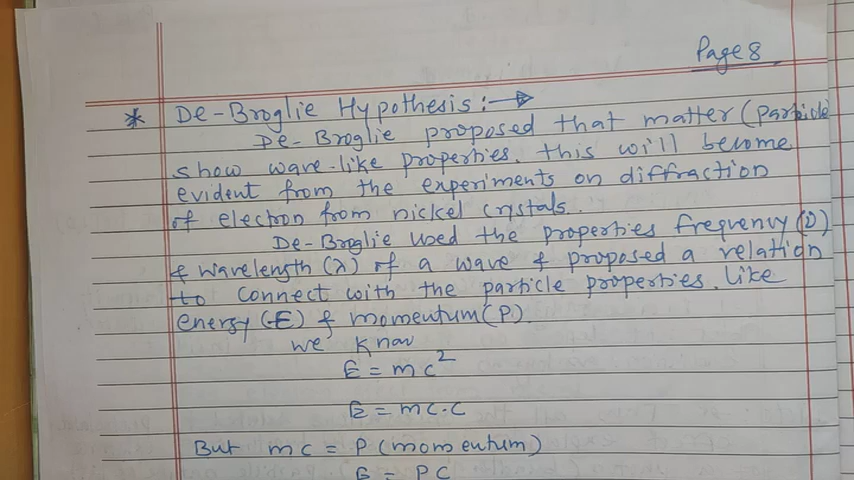 Page 8
* De-Broglie Hypothesis :→
De-Broglie proposed that matter (particle
show wave-like properties. this will become
evident from the experiments on diffraction
of electron from nickel crystals.
De-Broglie used the properties frequency (ν)
& wavelength (λ) of a wave & proposed a relation
to connect with the particle properties. like
energy (E) & momentum (P).
we know
E = mc²
E = mc.c
But mc = P (momentum)
E = PC